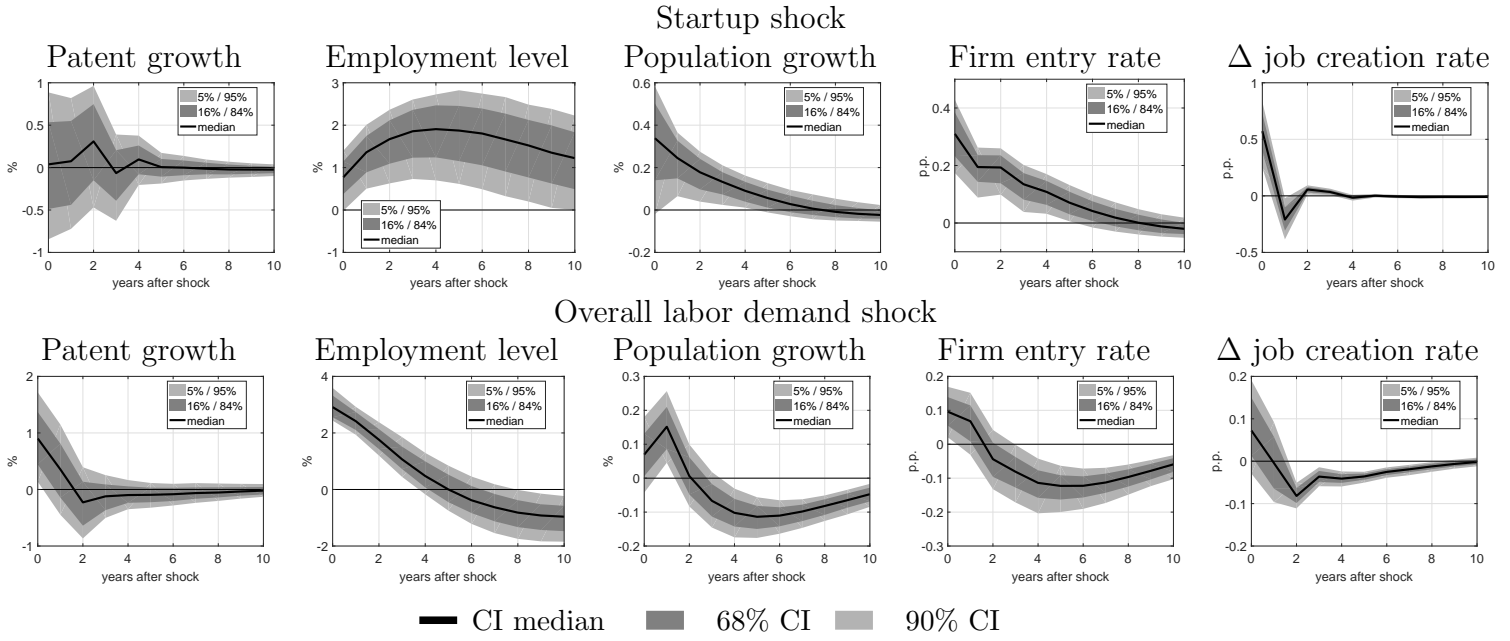 Startup shock
Patent growth
Employment level
Population growth
Firm entry rate
Δ job creation rate
1
0.5
0
-0.5
-1
%
5% / 95%
16% / 84%
median
0 2 4 6 8 10
years after shock
3
2
1
0
-1
%
5% / 95%
16% / 84%
median
0 2 4 6 8 10
years after shock
0.6
0.4
0.2
0
-0.2
%
5% / 95%
16% / 84%
median
0 2 4 6 8 10
years after shock
0.4
0.2
0
p.p.
5% / 95%
16% / 84%
median
0 2 4 6 8 10
years after shock
1
0.5
0
-0.5
p.p.
5% / 95%
16% / 84%
median
0 2 4 6 8 10
years after shock
Overall labor demand shock
Patent growth
Employment level
Population growth
Firm entry rate
Δ job creation rate
2
1
0
-1
%
5% / 95%
16% / 84%
median
0 2 4 6 8 10
years after shock
4
2
0
-2
%
5% / 95%
16% / 84%
median
0 2 4 6 8 10
years after shock
0.3
0.2
0.1
0
-0.1
-0.2
%
5% / 95%
16% / 84%
median
0 2 4 6 8 10
years after shock
0.2
0.1
0
-0.1
-0.2
-0.3
p.p.
5% / 95%
16% / 84%
median
0 2 4 6 8 10
years after shock
0.2
0.1
0
-0.1
-0.2
p.p.
5% / 95%
16% / 84%
median
0 2 4 6 8 10
years after shock
CI median 68% CI 90% CI